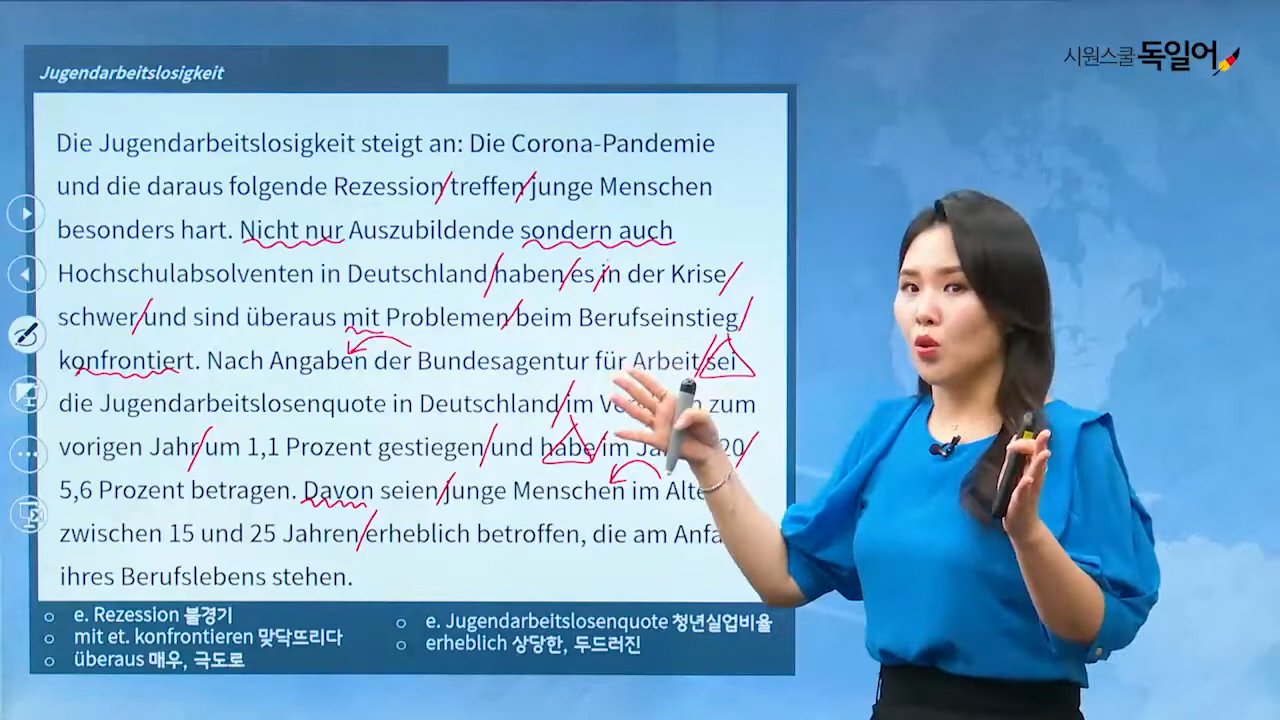 시원스쿨 독일어
Jugendarbeitslosigkeit
Die Jugendarbeitslosigkeit steigt an: Die Corona-Pandemie
und die daraus folgende Rezession treffen junge Menschen
besonders hart. Nicht nur Auszubildende sondern auch
Hochschulabsolventen in Deutschland haben es in der Krise
schwer und sind überaus mit Problemen beim Berufseinstieg
konfrontiert. Nach Angaben der Bundesagentur für Arbeit sei
die Jugendarbeitslosenquote in Deutschland im zum
vorigen Jahr um 1,1 Prozent gestiegen und habe im 20
5,6 Prozent betragen. Davon seien junge Menschen im Alte
zwischen 15 und 25 Jahren erheblich betroffen, die am Anfa
ihres Berufslebens stehen.
e. Rezession 불경기
mit et. konfrontieren 맞닥뜨리다
überaus 매우, 극도로
e. Jugendarbeitslosenquote 청년실업비율
erheblich 상당한, 두드러진